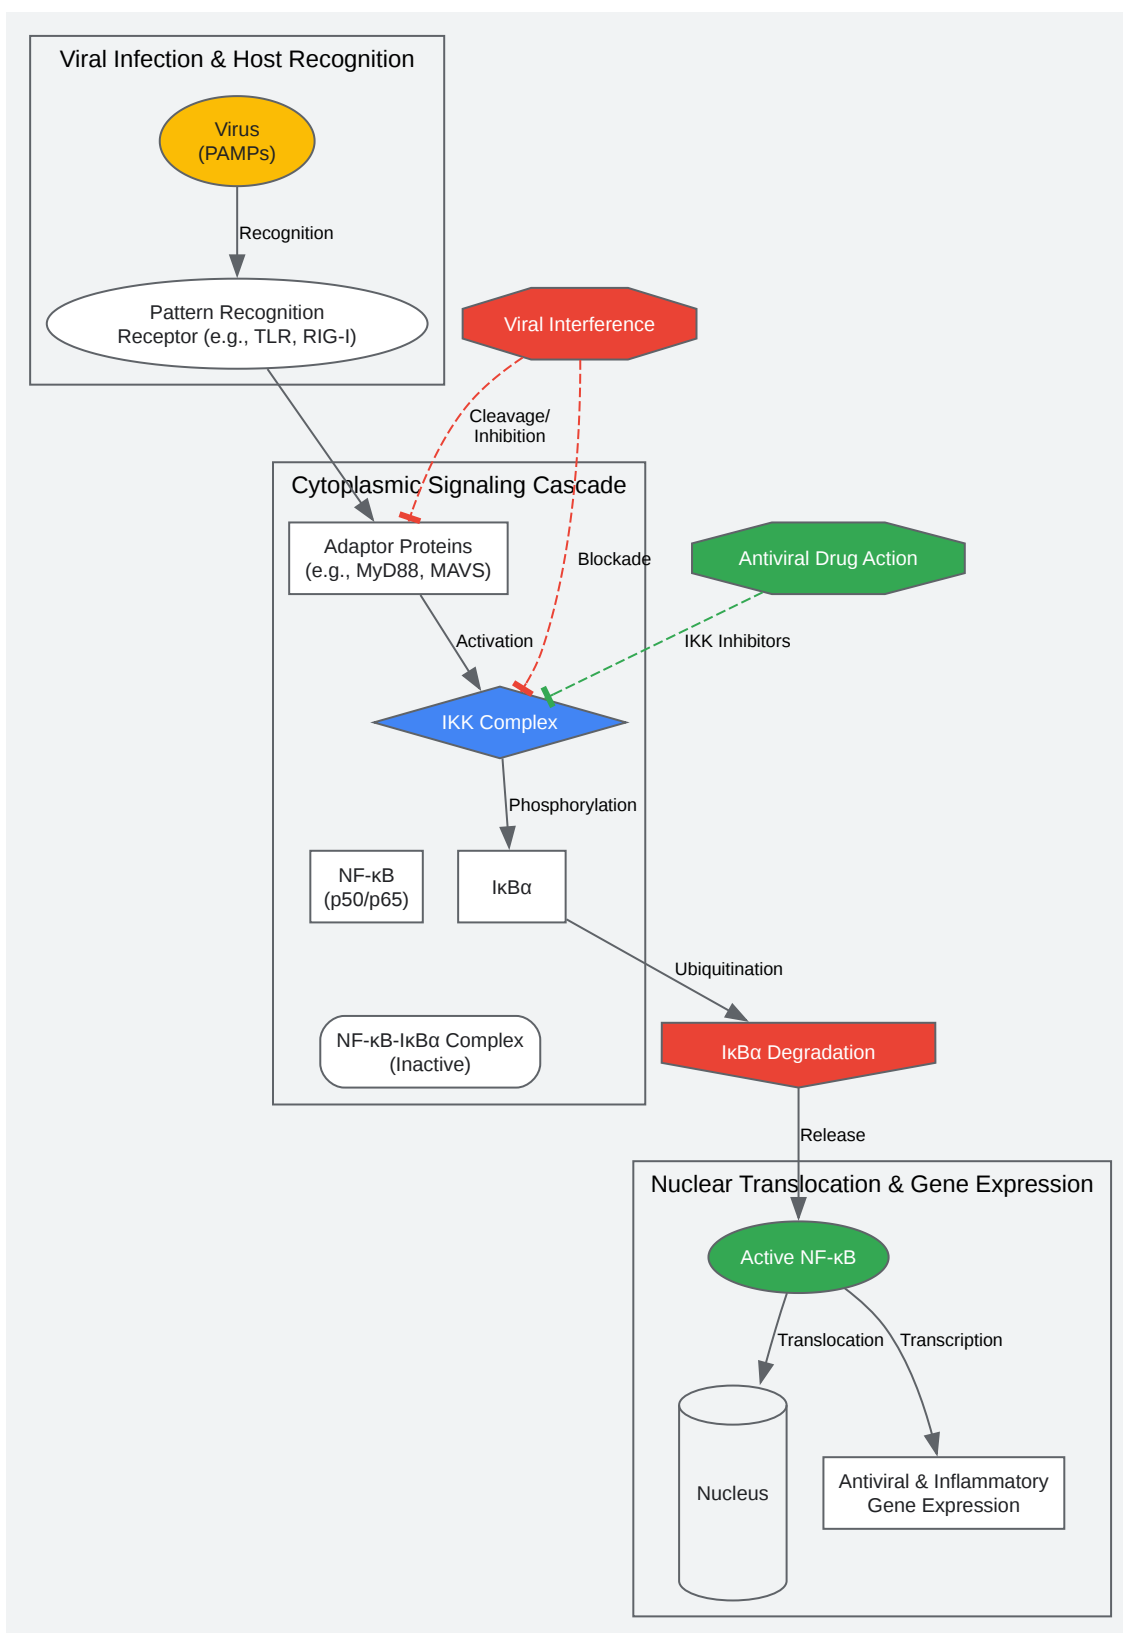 Viral Infection & Host Recognition
Virus
(PAMPs)
Recognition
Pattern Recognition
Receptor (e.g., TLR, RIG-I)
Viral Interference
Cleavage/
Inhibition
Cytoplasmic Signaling Cascade
Adaptor Proteins
(e.g., MyD88, MAVS)
Blockade
Antiviral Drug Action
Activation
IKK Inhibitors
IKK Complex
Phosphorylation
NF-κB
(p50/p65)
IκBα
Ubiquitination
NF-κB-IκBα Complex
(Inactive)
IκBα Degradation
Release
Nuclear Translocation & Gene Expression
Active NF-κB
Translocation
Transcription
Nucleus
Antiviral & Inflammatory
Gene Expression